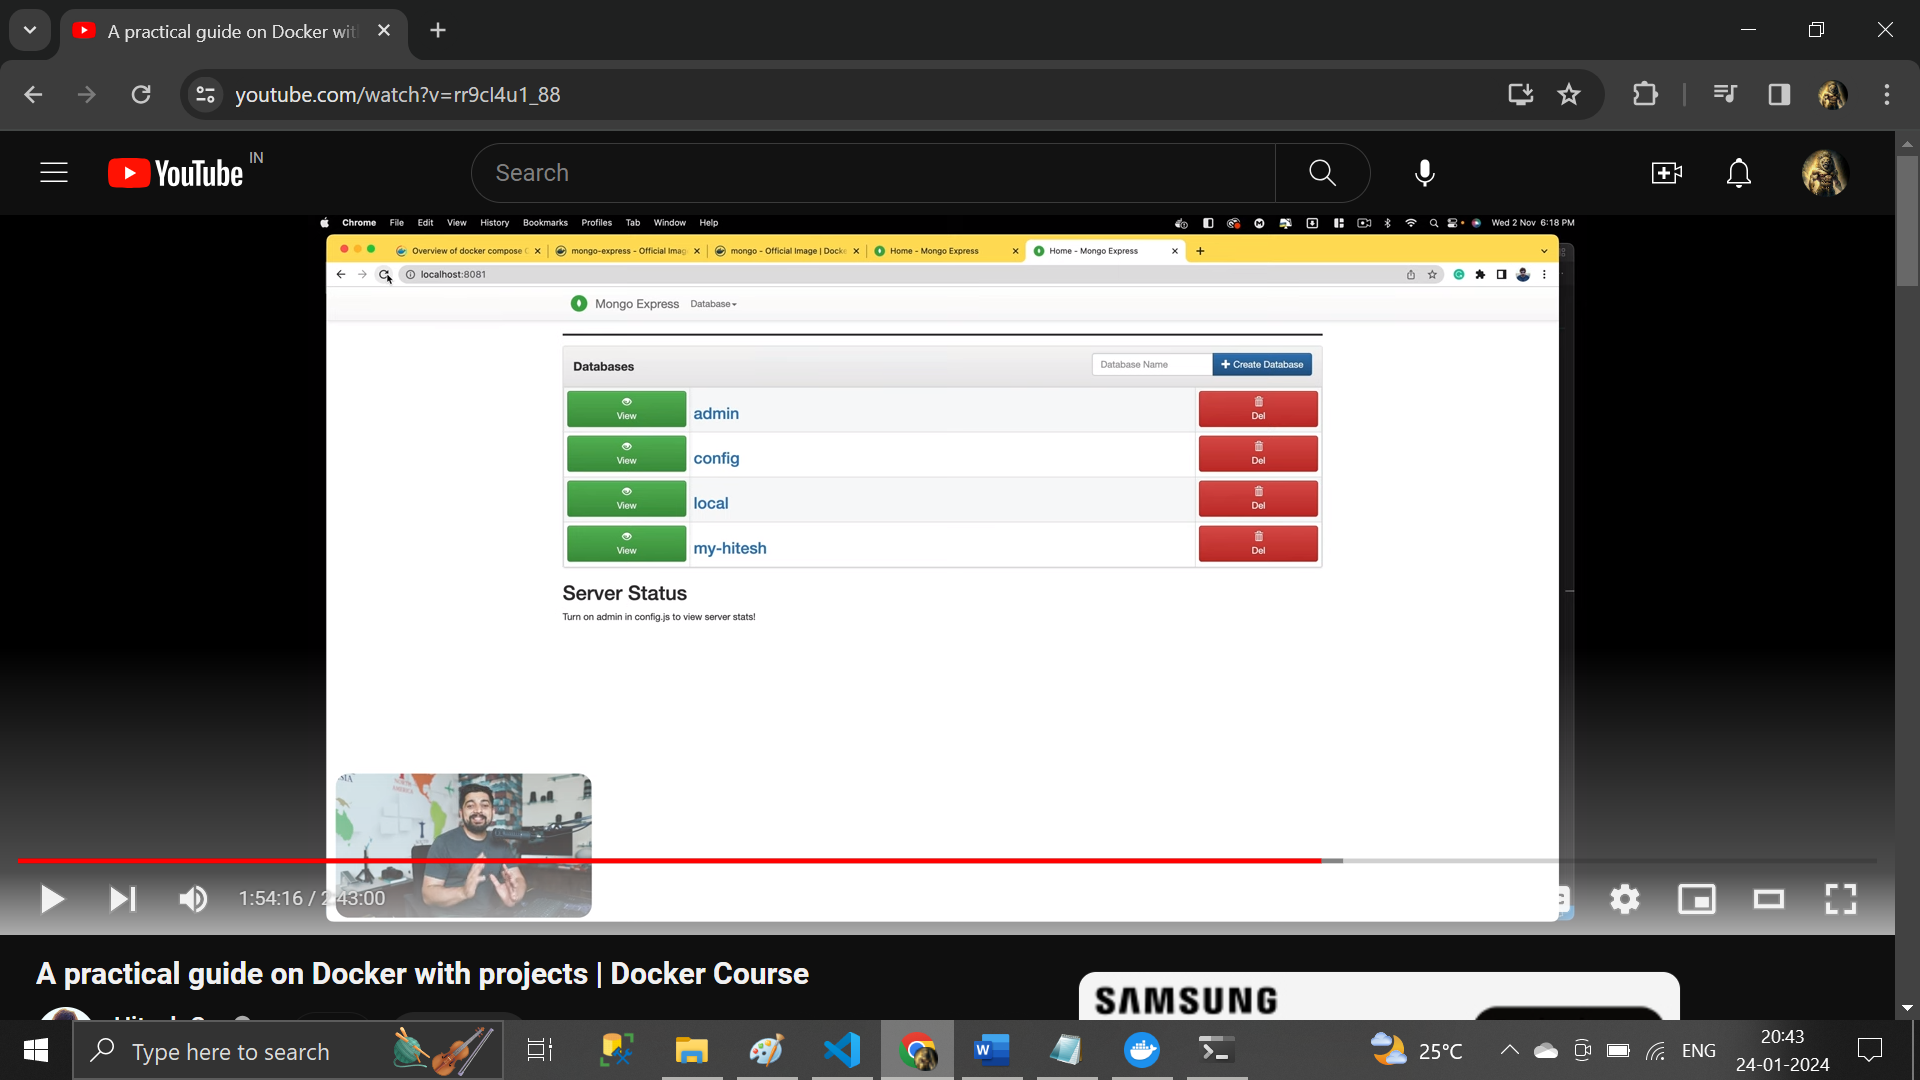 A practical guide on Docker wit
youtube.com/watch?v=rr9cl4u1_88
YouTube IN
Search
Chrome File Edit View History Bookmarks Profiles Tab Window Help
Wed 2 Nov 6:18 PM
Overview of docker compose
mongo-express - Official Imag
mongo - Official Image | Docke
Home - Mongo Express
Home - Mongo Express
localhost:8081
Mongo Express Database
Databases
Database Name
+ Create Database
View admin Del
View config Del
View local Del
View my-hitesh Del
Server Status
Turn on admin in config.js to view server stats!
AMERICA
1:54:16 / 2:43:00
A practical guide on Docker with projects | Docker Course
SAMSUNG
Type here to search
25°C
ENG
20:43
24-01-2024